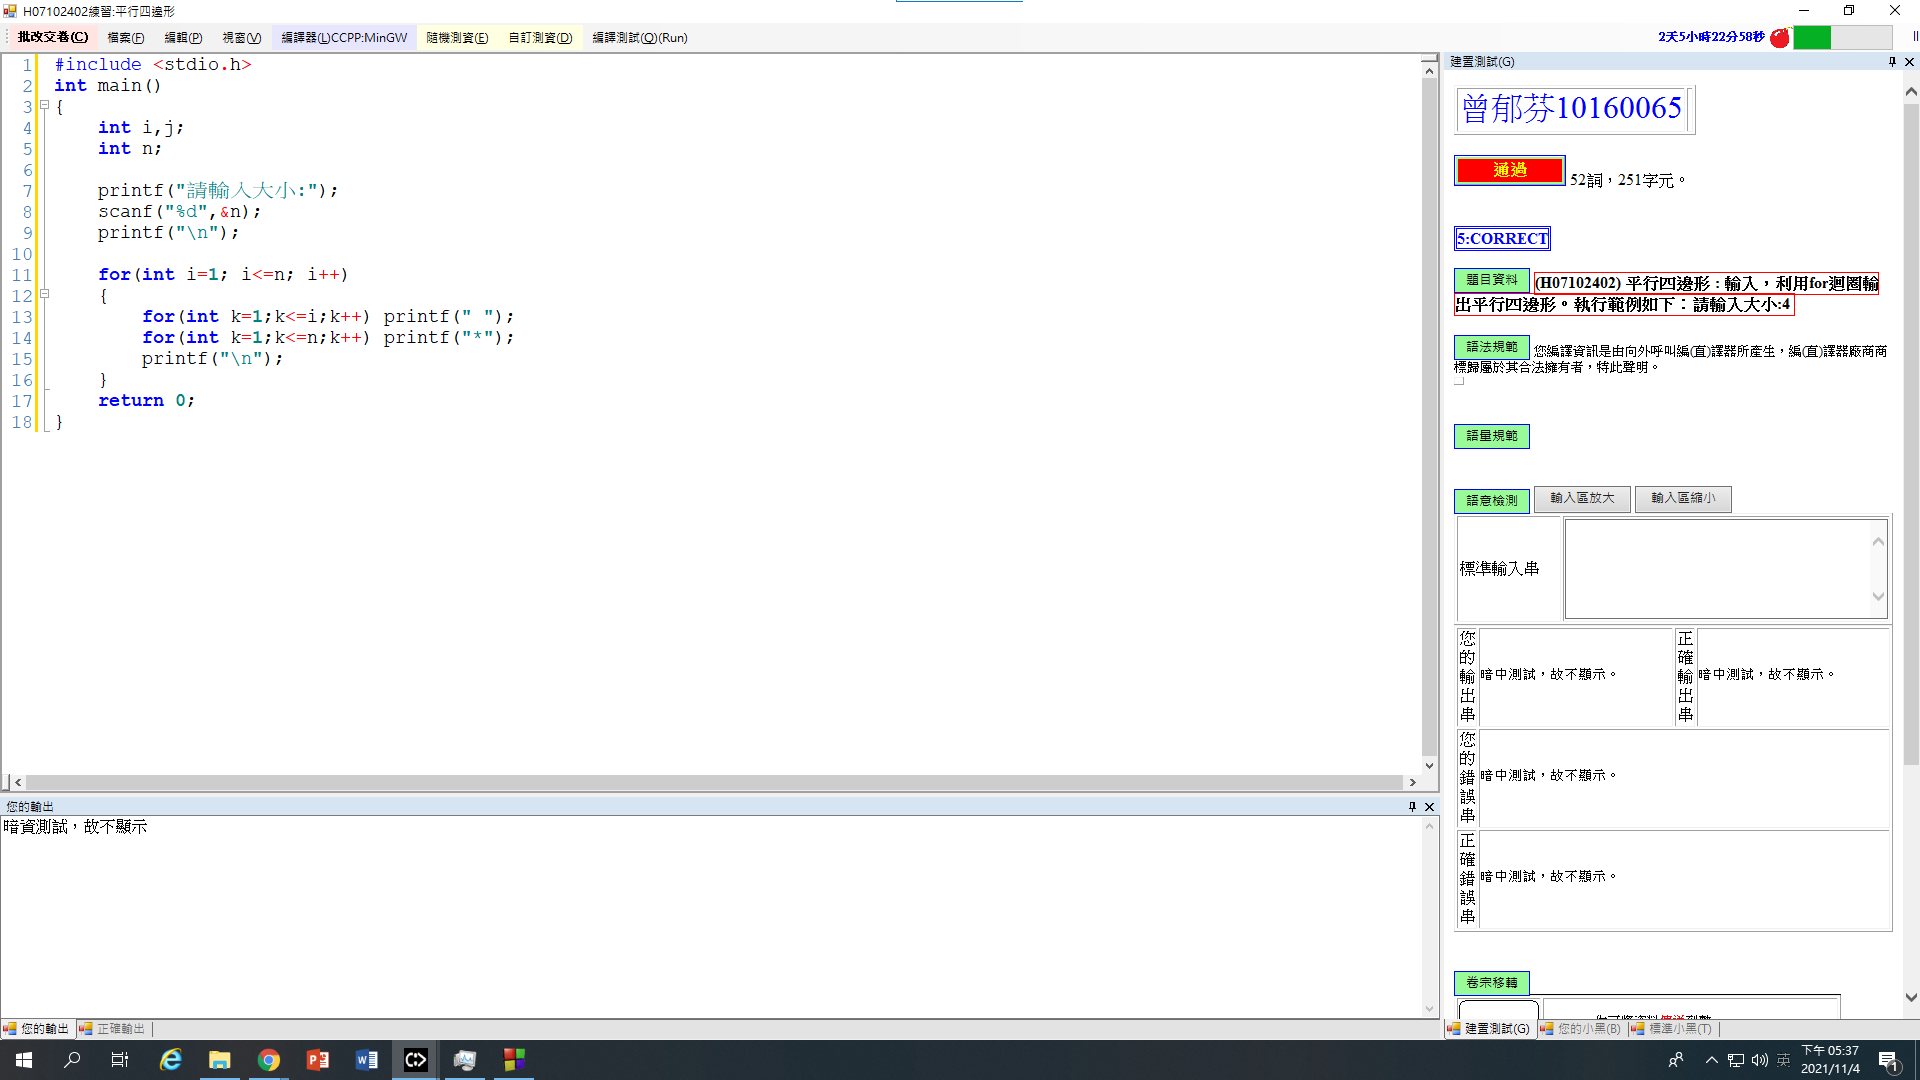 H07102402練習:平行四邊形
批改交卷(C) 檔案(F) 編輯(P) 視窗(V) 編譯器(L)CCPP:MinGW 隨機測資(E) 自訂測資(D) 編譯測試(Q)(Run) 2天5小時22分58秒
1 #include <stdio.h>
2 int main()
3 {
4 int i,j;
5 int n;
6
7 printf("請輸入大小:");
8 scanf("%d",&n);
9 printf("\n");
10
11 for(int i=1; i<=n; i++)
12 {
13 for(int k=1;k<=i;k++) printf(" ");
14 for(int k=1;k<=n;k++) printf("*");
15 printf("\n");
16 }
17 return 0;
18 }
您的輸出
暗資測試，故不顯示
您的輸出 正確輸出
建置測試(G)
曾郁芬10160065
通過 52詞，251字元。
5:CORRECT
題目資料 (H07102402) 平行四邊形 : 輸入，利用for迴圈輸
出平行四邊形。執行範例如下：請輸入大小:4
語法規範 您編譯資訊是由向外呼叫編(直)譯器所產生，編(直)譯器廠商商
標歸屬於其合法擁有者，特此聲明。
語量規範
語意檢測 輸入區放大 輸入區縮小
標準輸入串
您的輸出串 暗中測試，故不顯示。 正確輸出串 暗中測試，故不顯示。
您的錯誤串 暗中測試，故不顯示。
正確錯誤串 暗中測試，故不顯示。
卷宗移轉
建置測試(G) 您的小黑(B) 標準小黑(T)
英 下午 05:37
2021/11/4 1